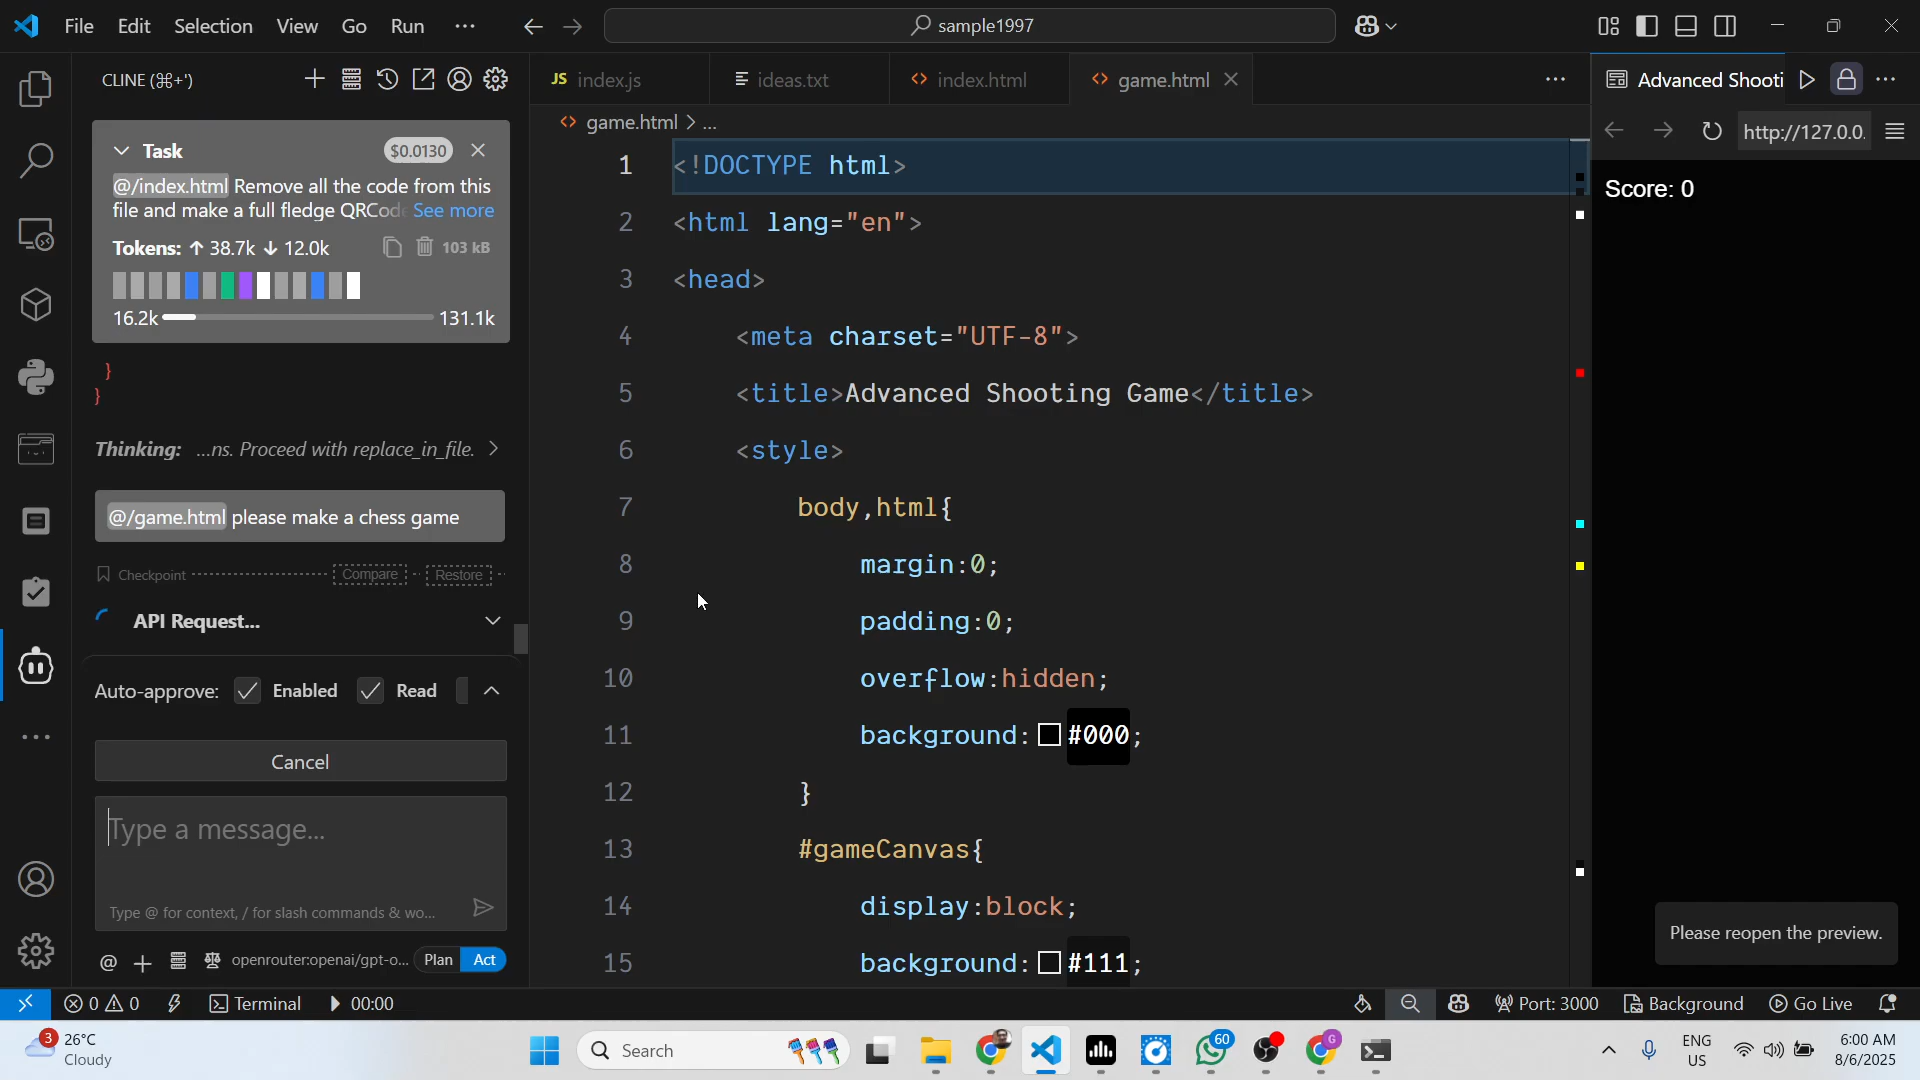 File Edit Selection View Go Run
sample1997
CLINE (⌘+')
JS index.js
ideas.txt
index.html
game.html
Advanced Shooti
game.html > ...
http://127.0.0.
Task
$0.0130
@/index.html Remove all the code from this
file and make a full fledge QRCod
See more
Tokens: ↑ 38.7k ↓ 12.0k
103 kB
16.2k
131.1k
}
}
Thinking: ...ns. Proceed with replace_in_file.
@/game.html please make a chess game
Checkpoint
Compare
Restore
API Request...
Auto-approve: Enabled Read
Cancel
Type a message...
Type @ for context, / for slash commands & wo...
@ + openrouter:openai/gpt-o... Plan Act
1 <!DOCTYPE html>
2 <html lang="en">
3 <head>
4 <meta charset="UTF-8">
5 <title>Advanced Shooting Game</title>
6 <style>
7 body,html{
8 margin:0;
9 padding:0;
10 overflow:hidden;
11 background:#000;
12 }
13 #gameCanvas{
14 display:block;
15 background:#111;
Score: 0
Please reopen the preview.
0 0 Terminal 00:00
Port: 3000 Background Go Live
3
26°C
Cloudy
Search
60
G
ENG
US
6:00 AM
8/6/2025